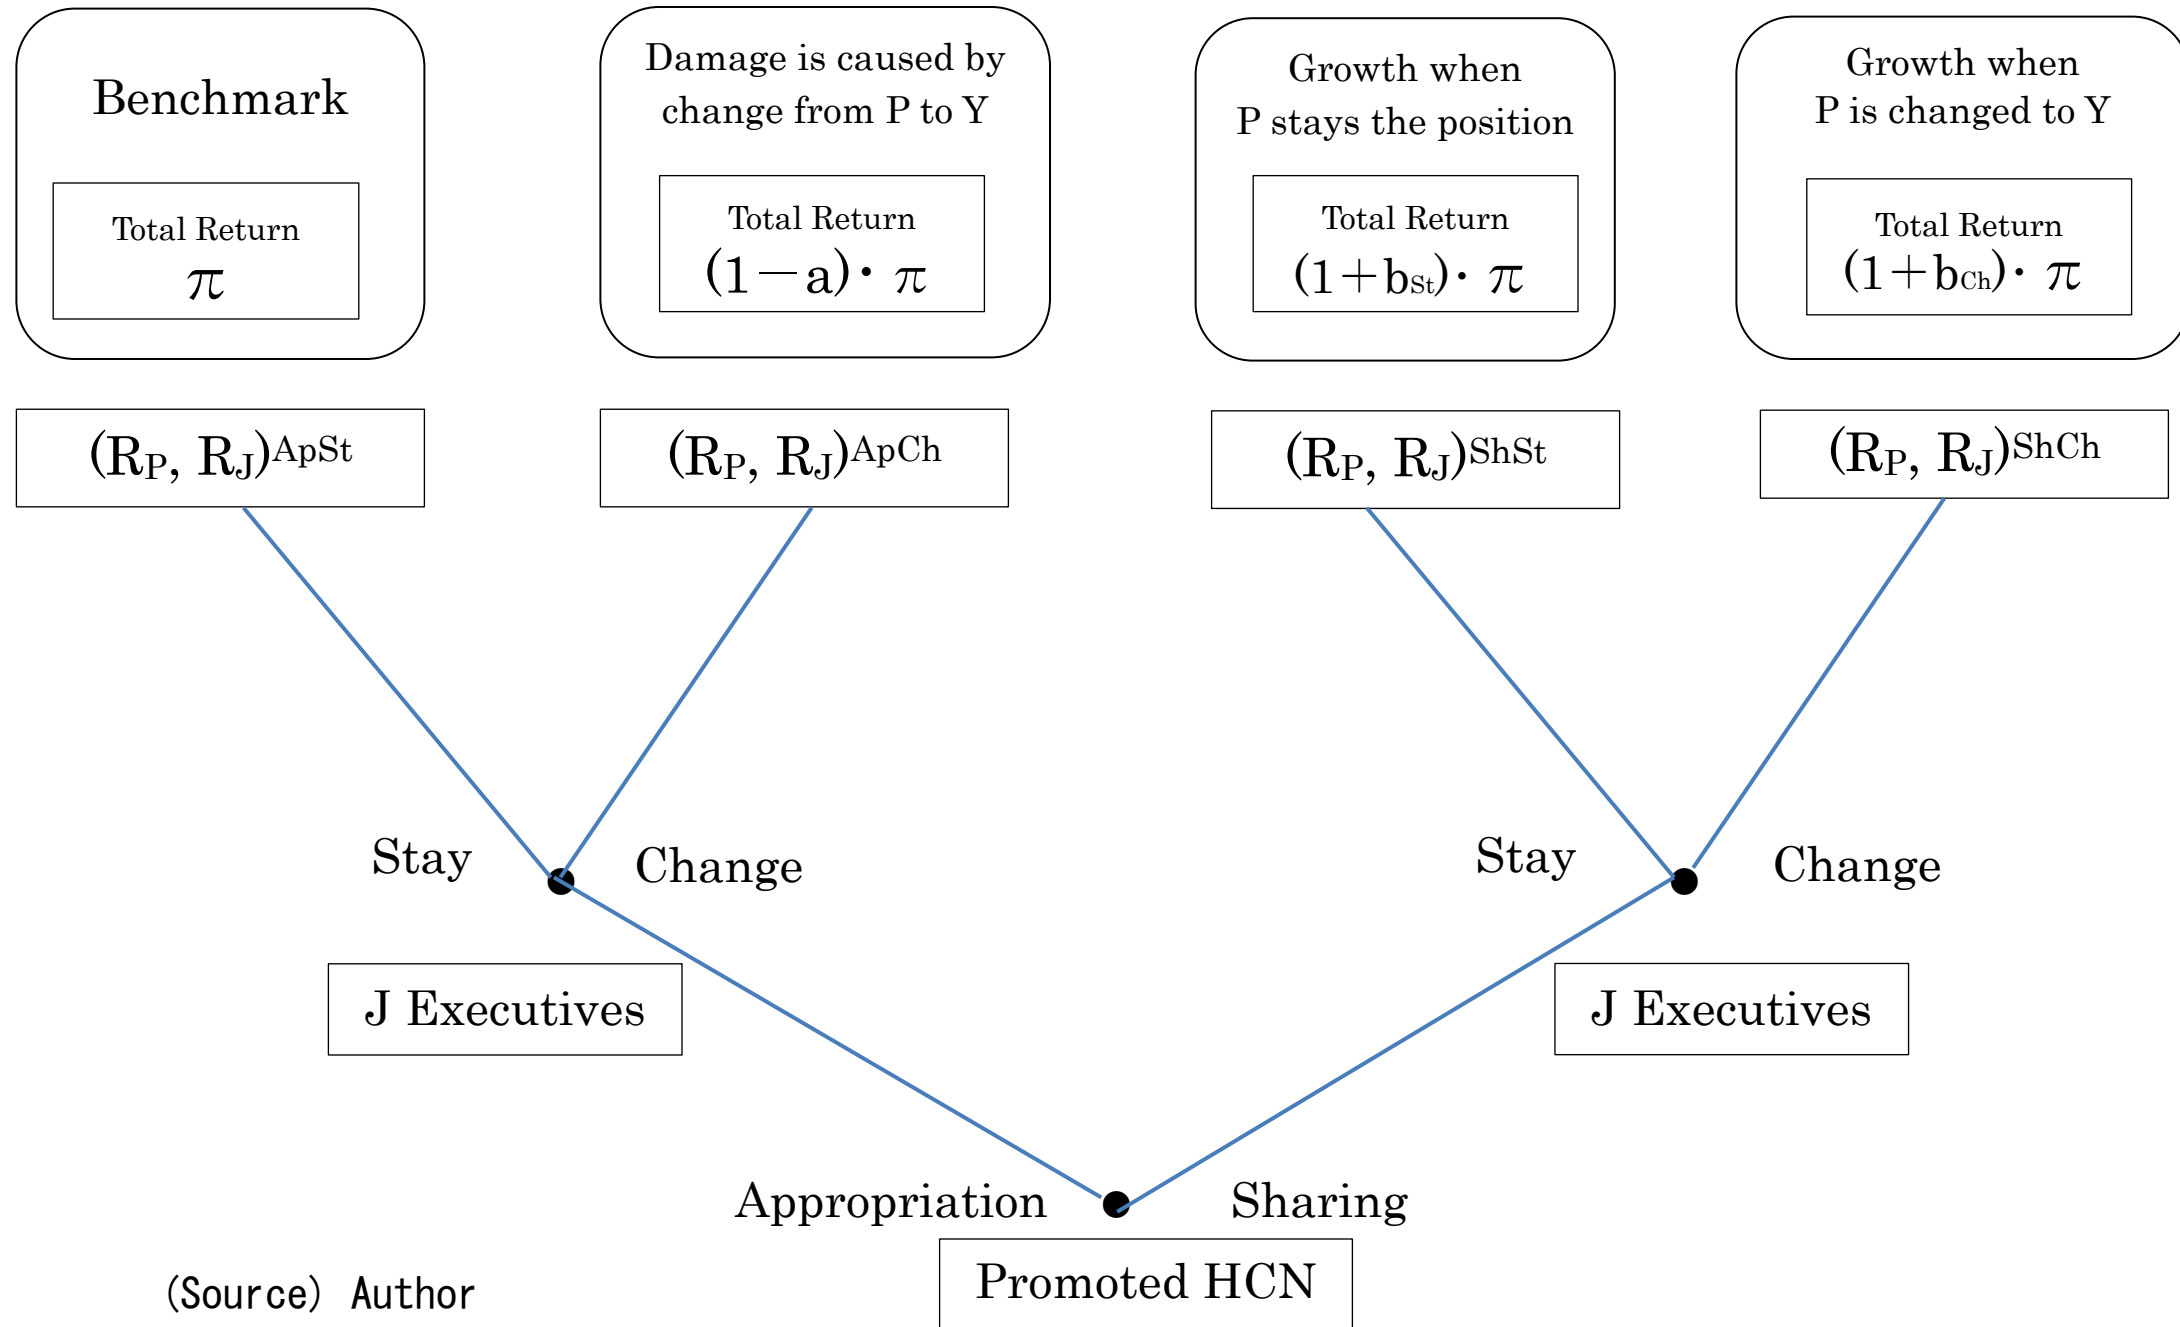 Benchmark
Total Return
π
Damage is caused by
change from P to Y
Total Return
(1－a)・ π
Growth when
P stays the position
Total Return
(1＋bSt)・ π
Growth when
P is changed to Y
Total Return
(1＋bCh)・ π
(RP, RJ)ApSt
(RP, RJ)ApCh
(RP, RJ)ShSt
(RP, RJ)ShCh
Stay
Change
Stay
Change
J Executives
J Executives
Appropriation
Sharing
Promoted HCN
(Source) Author